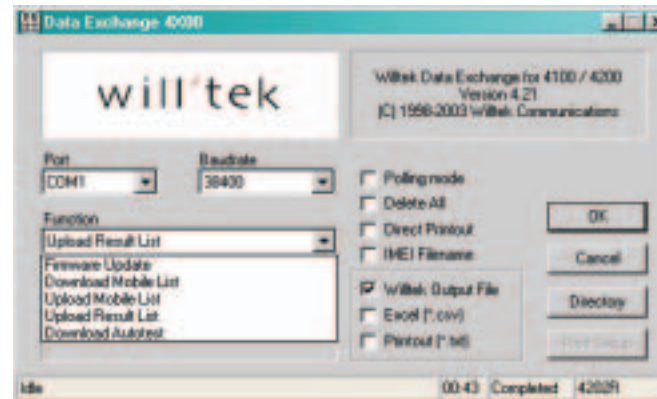 Data Exchange 4X00
will'tek
Willtek Data Exchange for 4100 / 4200
Version 4.21
(C) 1998-2003 Willtek Communications
Port
COM1
Baudrate
38400
Function
Upload Result List
Firmware Update
Download Mobile List
Upload Mobile List
Upload Result List
Download Autotest
Polling mode
Delete All
Direct Printout
IMEI Filename
Willtek Output File
Excel (*.csv)
Printout (*.txt)
OK
Cancel
Directory
Print Setup
Idle
00:43
Completed
4202R